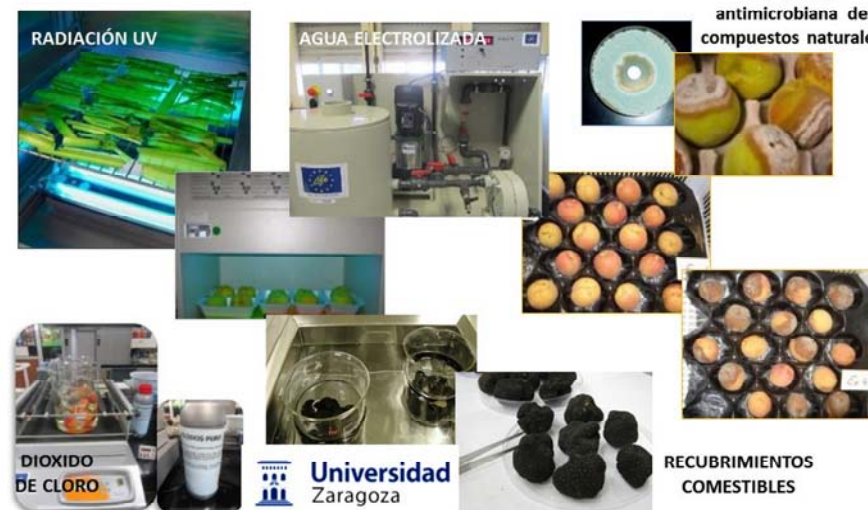 RADIACIÓN UV
AGUA ELECTROLIZADA
antimicrobiana de
compuestos naturale
DIOXIDO
DE CLORO
Universidad
Zaragoza
RECUBRIMIENTOS
COMESTIBLES